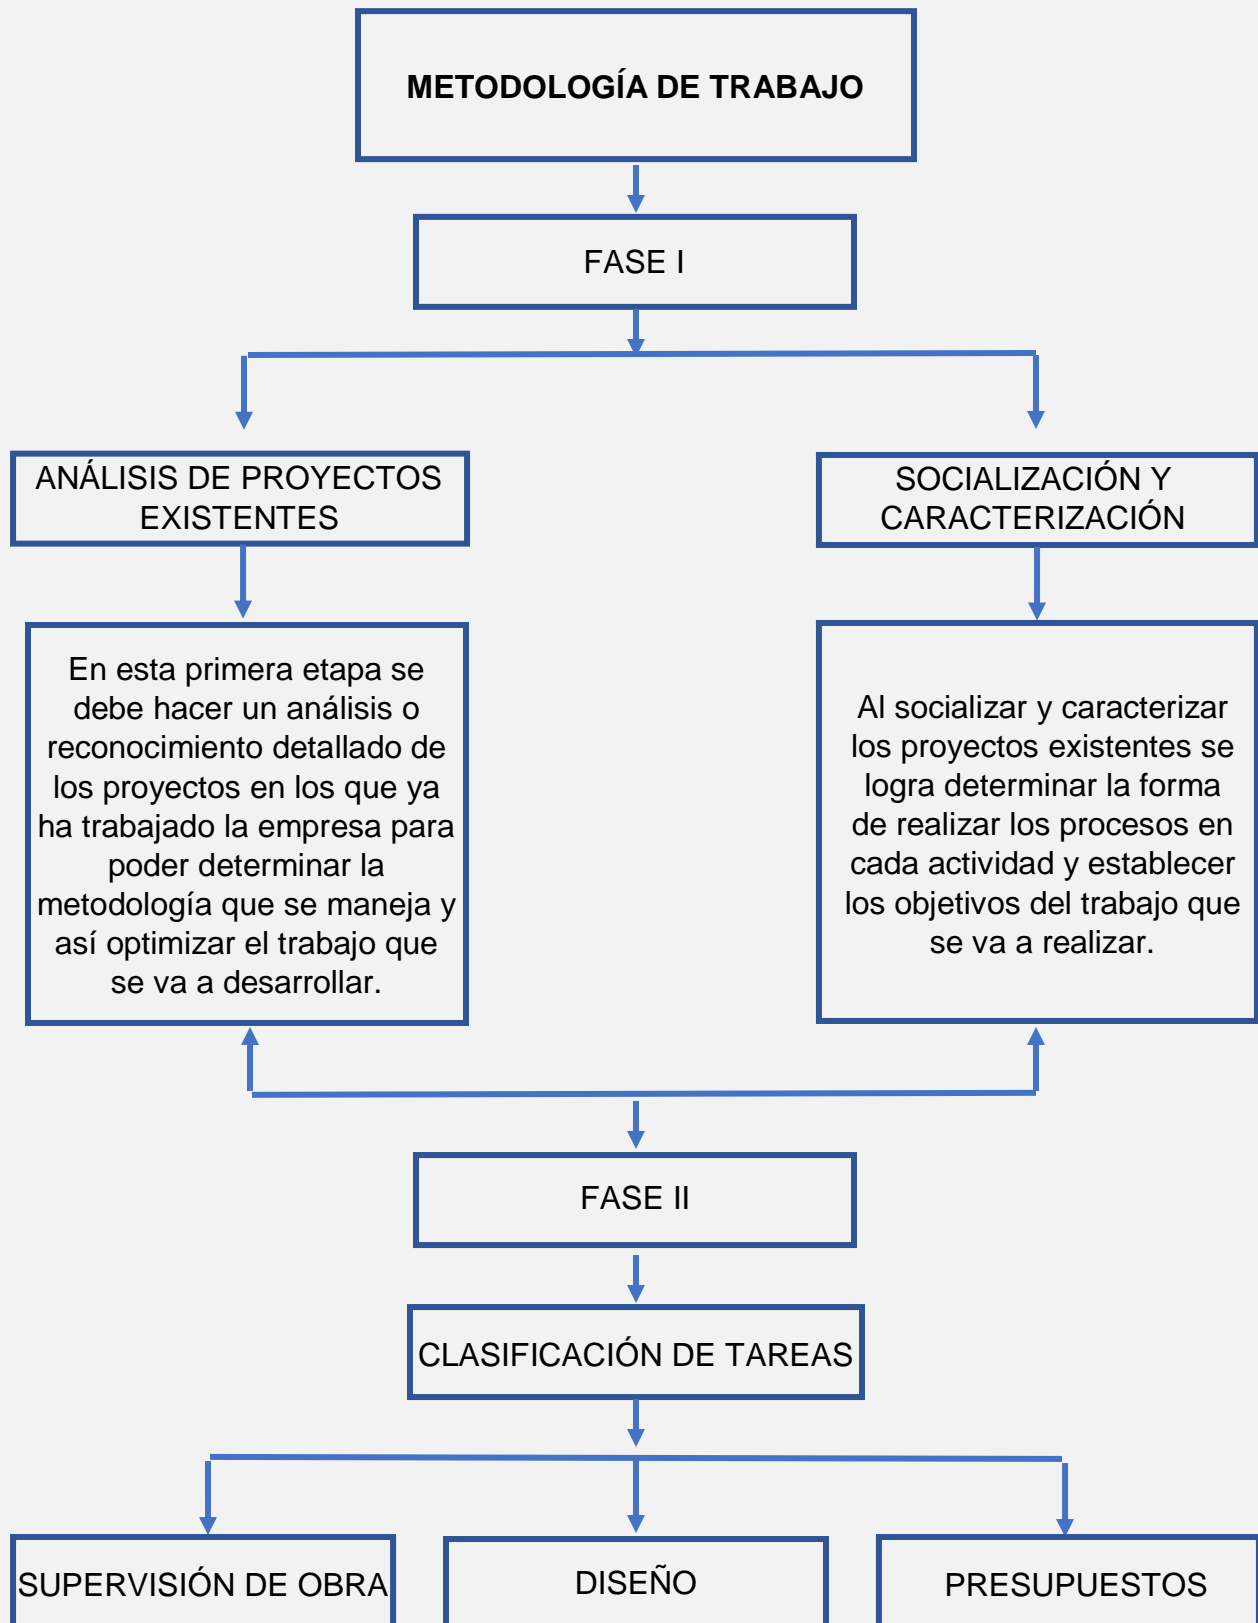 METODOLOGÍA DE TRABAJO
FASE I
ANÁLISIS DE PROYECTOS
EXISTENTES
SOCIALIZACIÓN Y
CARACTERIZACIÓN
En esta primera etapa se
debe hacer un análisis o
reconocimiento detallado de
los proyectos en los que ya
ha trabajado la empresa para
poder determinar la
metodología que se maneja y
así optimizar el trabajo que
se va a desarrollar.
Al socializar y caracterizar
los proyectos existentes se
logra determinar la forma
de realizar los procesos en
cada actividad y establecer
los objetivos del trabajo que
se va a realizar.
FASE II
CLASIFICACIÓN DE TAREAS
SUPERVISIÓN DE OBRA
DISEÑO
PRESUPUESTOS